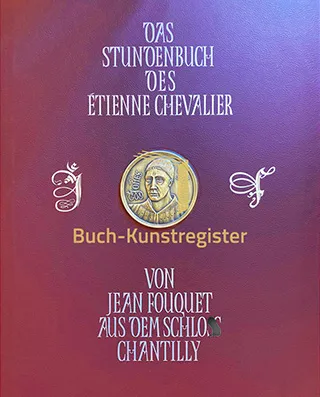 DAS
STUNDENBUCH
DES
ÉTIENNE CHEVALIER
Buch-Kunstregister
VON
JEAN FOUQUET
AUS DEM SCHLOSS
CHANTILLY